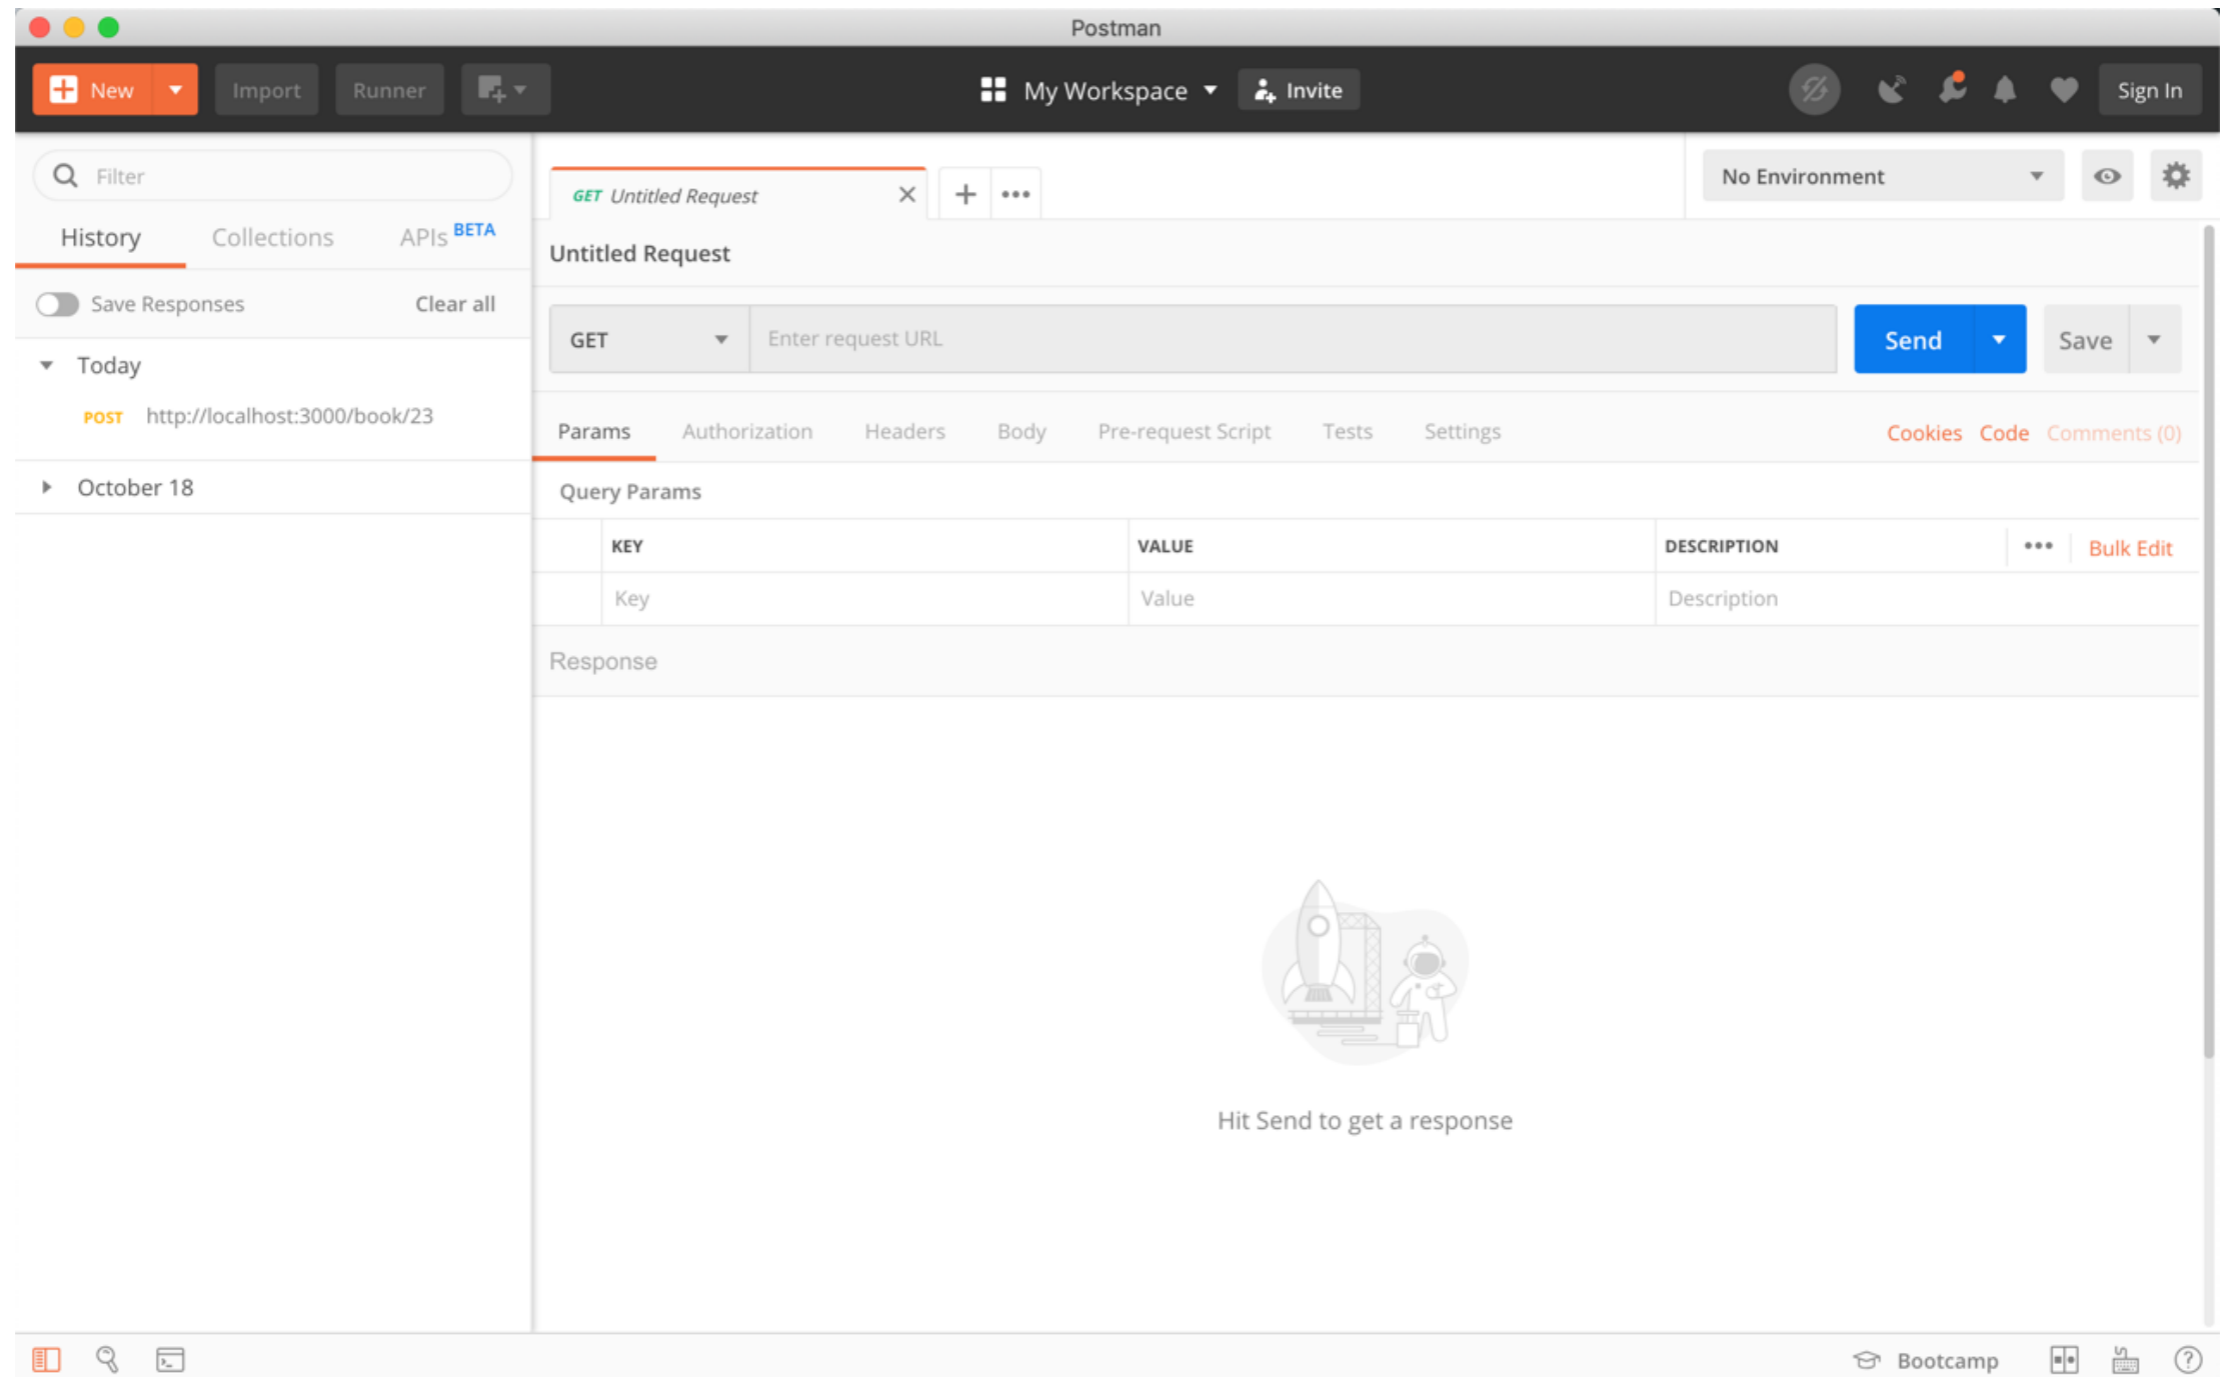 Postman
New Import Runner My Workspace Invite Sign In
Filter
History Collections APIs BETA
Save Responses Clear all
Today
POST http://localhost:3000/book/23
October 18
GET Untitled Request
No Environment
Untitled Request
GET Enter request URL Send Save
Params Authorization Headers Body Pre-request Script Tests Settings Cookies Code Comments (0)
Query Params
KEY VALUE DESCRIPTION Bulk Edit
Key Value Description
Response
Hit Send to get a response
Bootcamp